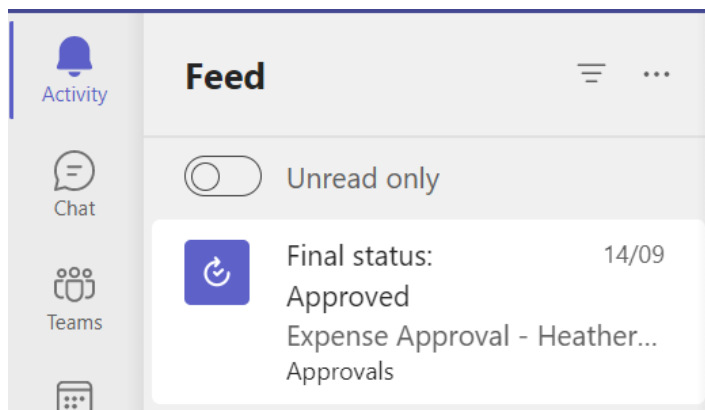 Activity
Chat
Teams
Feed
Unread only
Final status: 14/09
Approved
Expense Approval - Heather...
Approvals